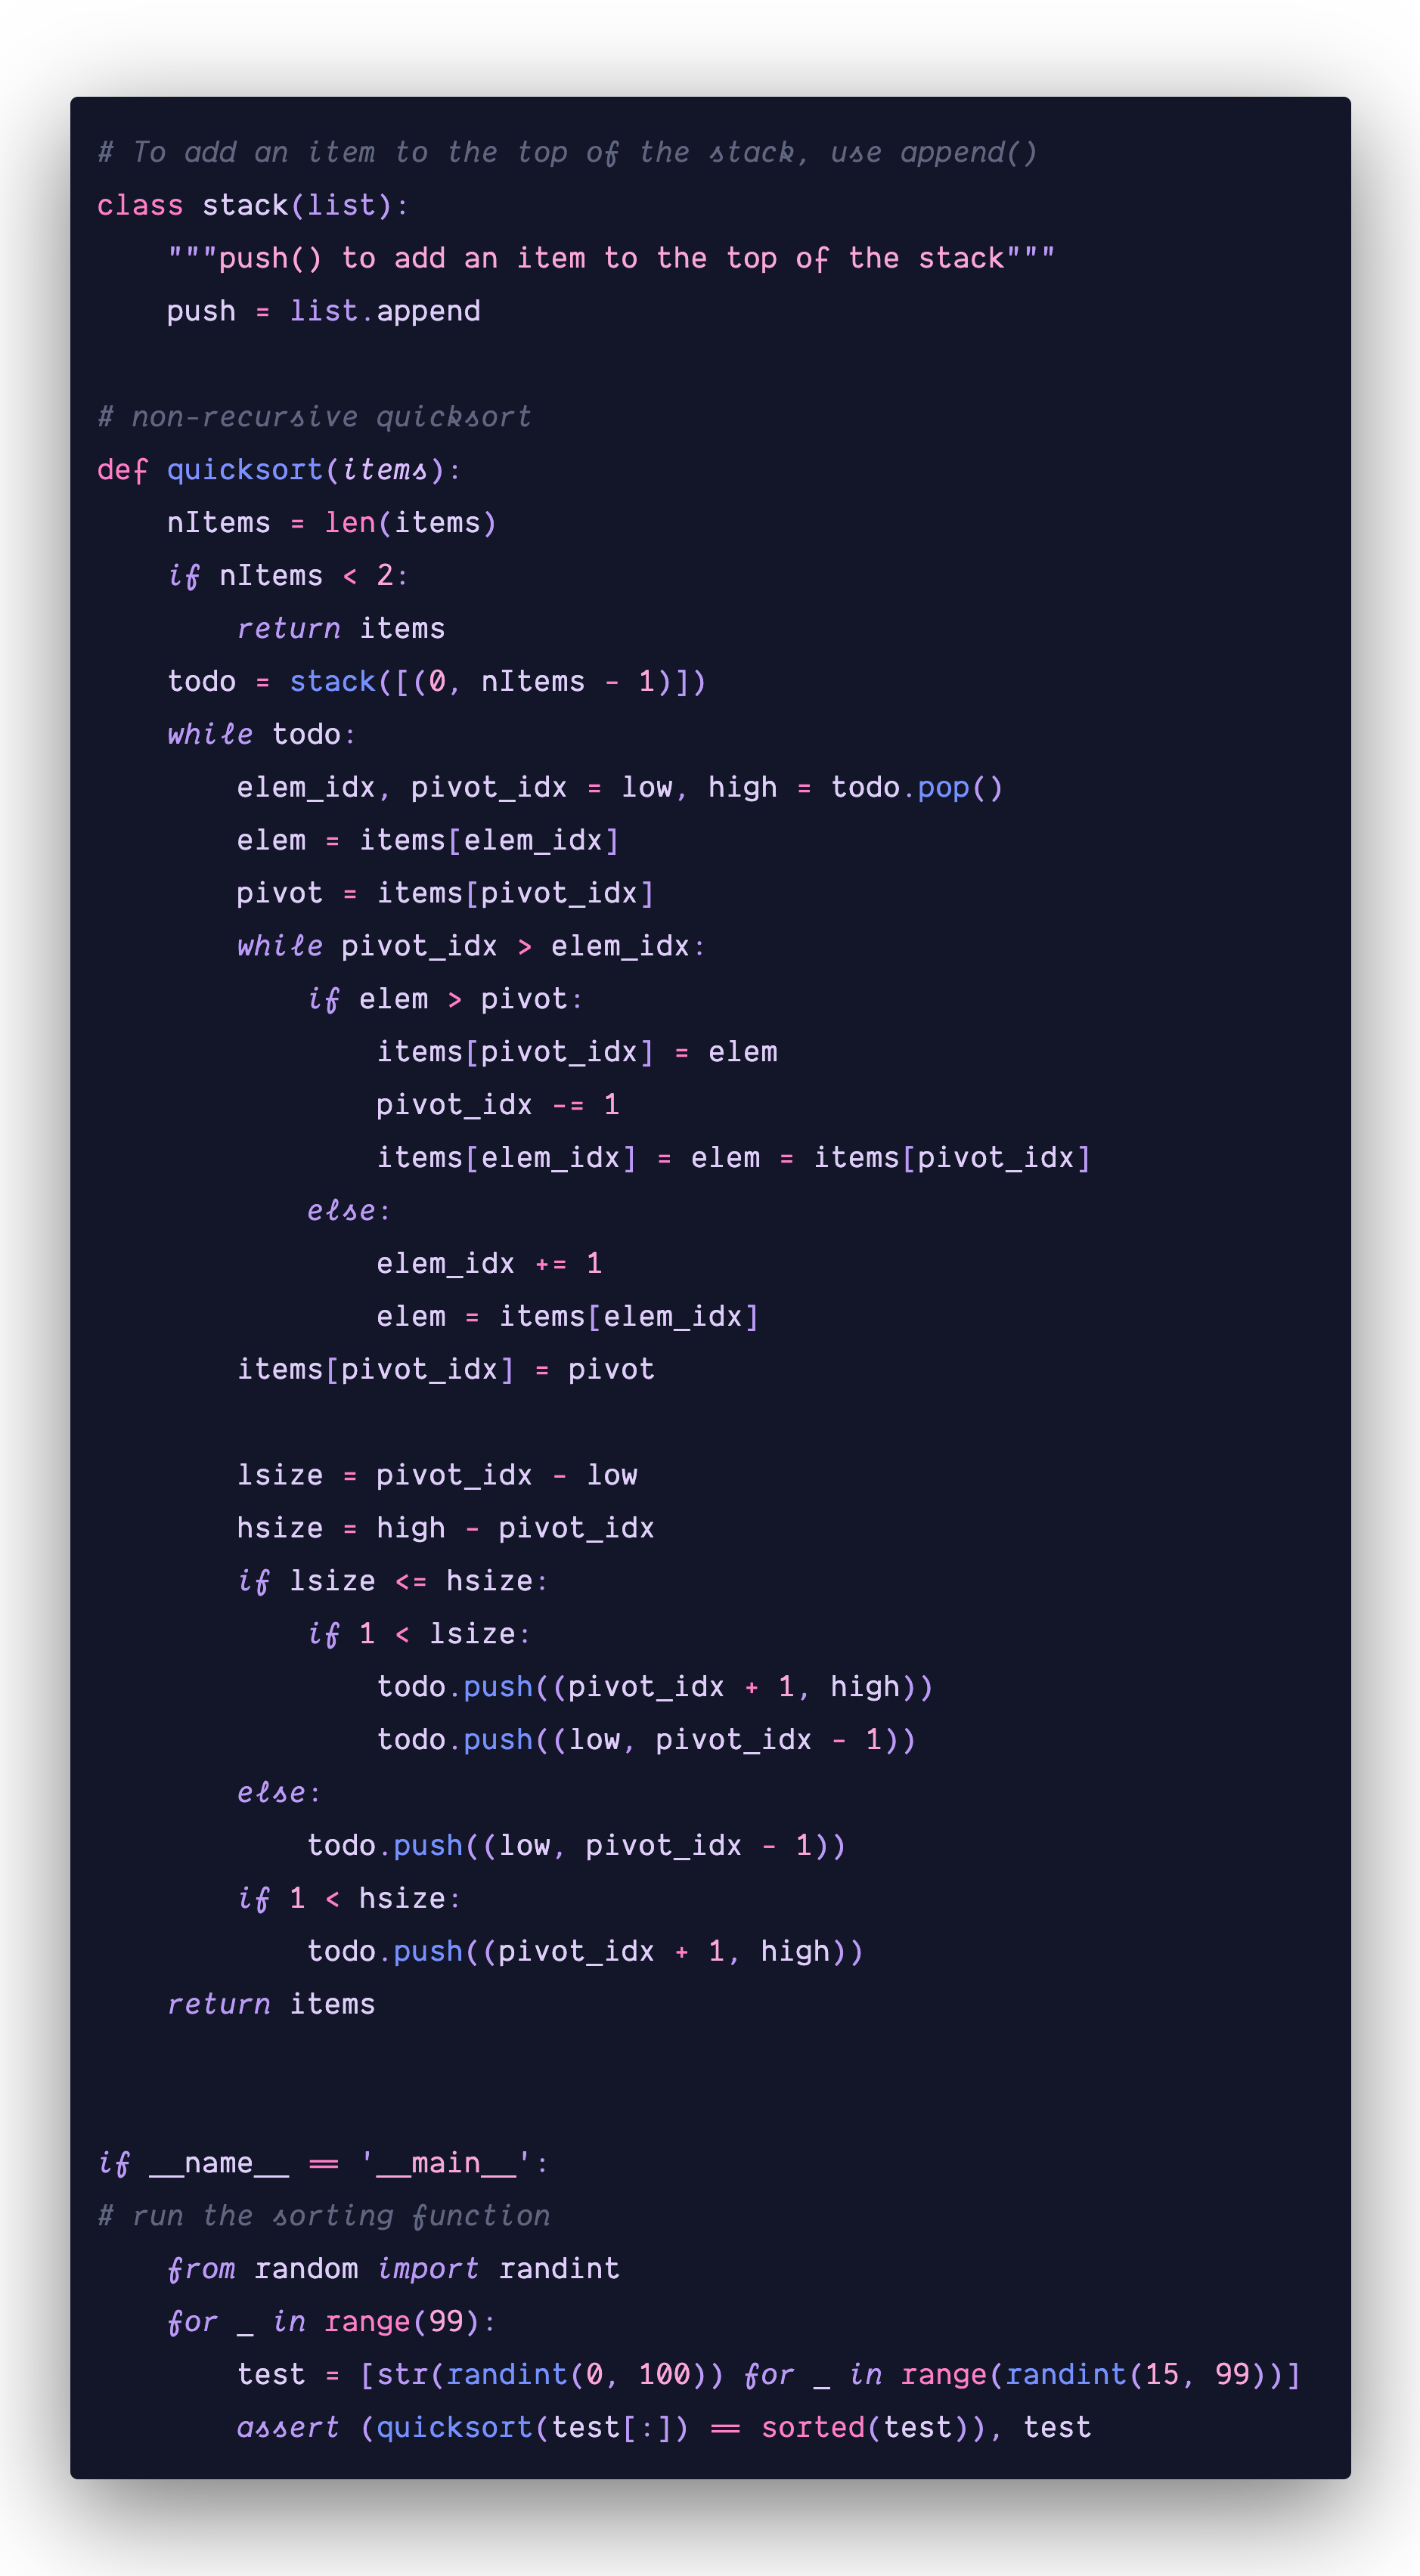 # To add an item to the top of the stack, use append()
class stack(list):
    """push() to add an item to the top of the stack"""
    push = list.append

# non-recursive quicksort
def quicksort(items):
    nItems = len(items)
    if nItems < 2:
        return items
    todo = stack([(0, nItems - 1)])
    while todo:
        elem_idx, pivot_idx = low, high = todo.pop()
        elem = items[elem_idx]
        pivot = items[pivot_idx]
        while pivot_idx > elem_idx:
            if elem > pivot:
                items[pivot_idx] = elem
                pivot_idx -= 1
                items[elem_idx] = elem = items[pivot_idx]
            else:
                elem_idx += 1
                elem = items[elem_idx]
        items[pivot_idx] = pivot

        lsize = pivot_idx - low
        hsize = high - pivot_idx
        if lsize <= hsize:
            if 1 < lsize:
                todo.push((pivot_idx + 1, high))
                todo.push((low, pivot_idx - 1))
        else:
            todo.push((low, pivot_idx - 1))
        if 1 < hsize:
            todo.push((pivot_idx + 1, high))
    return items


if __name__ == '__main__':
# run the sorting function
    from random import randint
    for _ in range(99):
        test = [str(randint(0, 100)) for _ in range(randint(15, 99))]
        assert (quicksort(test[:]) == sorted(test)), test